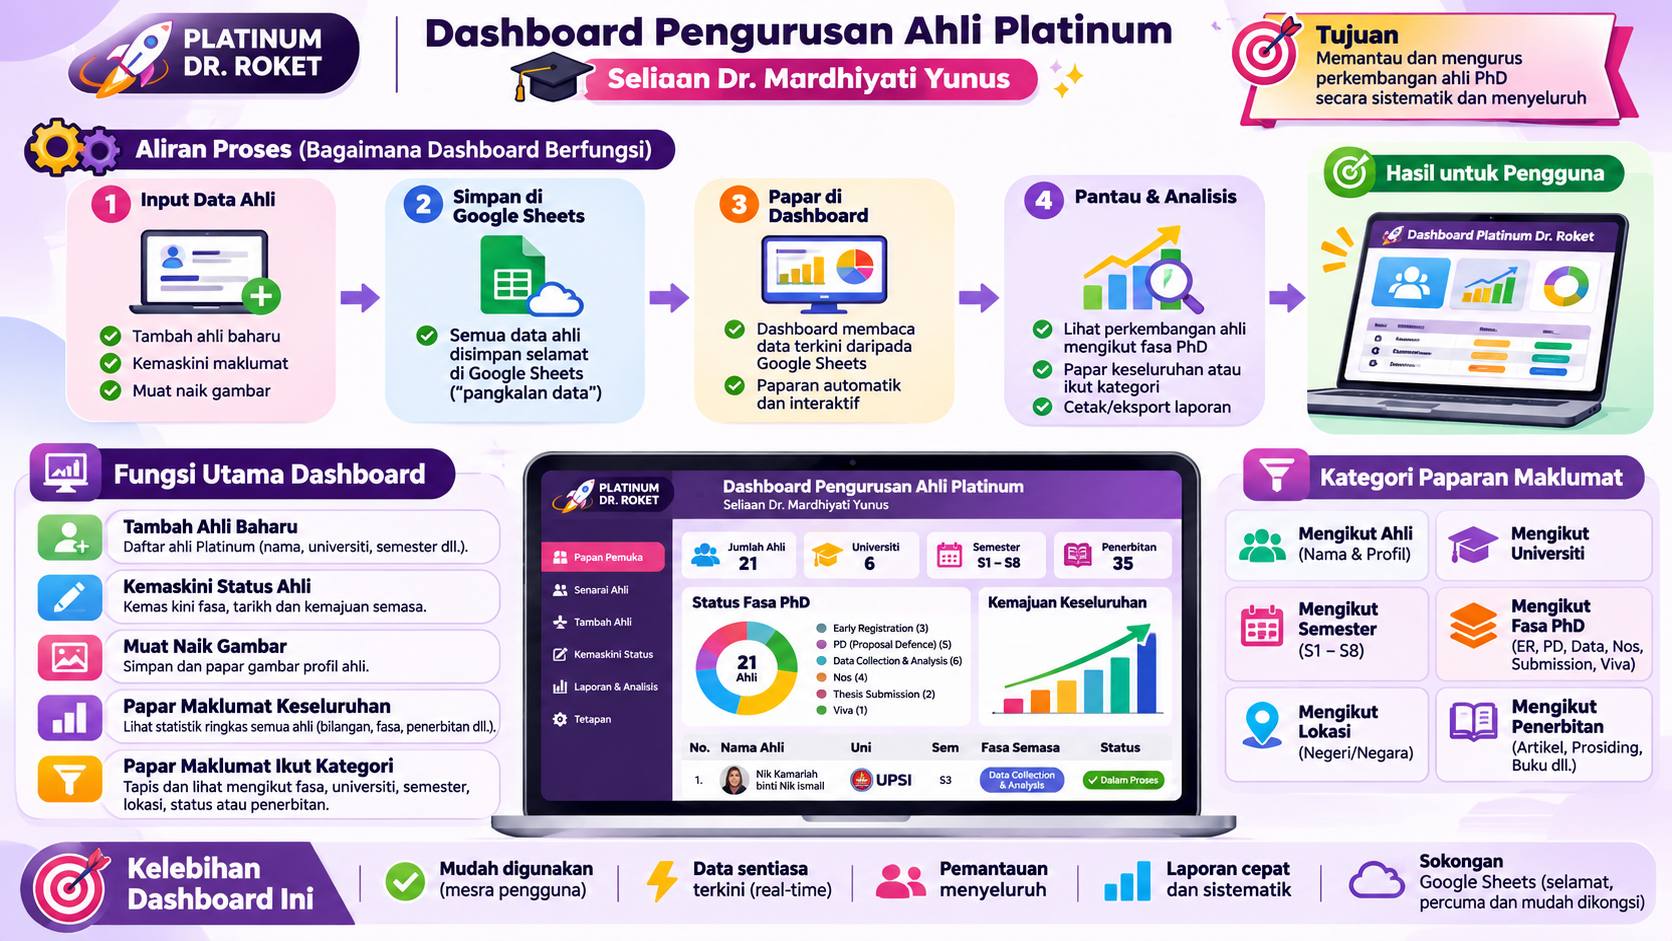 PLATINUM
DR. ROKET
Dashboard Pengurusan Ahli Platinum
Seliaan Dr. Mardhiyati Yunus
Tujuan
Memantau dan mengurus
perkembangan ahli PhD
secara sistematik dan menyeluruh
Aliran Proses (Bagaimana Dashboard Berfungsi)
1 Input Data Ahli
Tambah ahli baharu
Kemaskini maklumat
Muat naik gambar
2 Simpan di
Google Sheets
Semua data ahli
disimpan selamat
di Google Sheets
(“pangkalan data”)
3 Papar di
Dashboard
Dashboard membaca
data terkini daripada
Google Sheets
Paparan automatik
dan interaktif
4 Pantau & Analisis
Lihat perkembangan ahli
mengikut fasa PhD
Papar keseluruhan atau
ikut kategori
Cetak/eksport laporan
Hasil untuk Pengguna
Dashboard Platinum Dr. Roket
Fungsi Utama Dashboard
Tambah Ahli Baharu
Daftar ahli Platinum (nama, universiti, semester dll.).
Kemaskini Status Ahli
Kemas kini fasa, tarikh dan kemajuan semasa.
Muat Naik Gambar
Simpan dan papar gambar profil ahli.
Papar Maklumat Keseluruhan
Lihat statistik ringkas semua ahli (bilangan, fasa, penerbitan dll.).
Papar Maklumat Ikut Kategori
Tapis dan lihat mengikut fasa, universiti, semester,
lokasi, status atau penerbitan.
PLATINUM
DR. ROKET
Dashboard Pengurusan Ahli Platinum
Seliaan Dr. Mardhiyati Yunus
Papan Pemuka
Senarai Ahli
Tambah Ahli
Kemaskini Status
Laporan & Analisis
Tetapan
Jumlah Ahli
21
Universiti
6
Semester
S1 – S8
Penerbitan
35
Status Fasa PhD
21
Ahli
Early Registration (3)
PD (Proposal Defence) (5)
Data Collection & Analysis (6)
Nos (4)
Thesis Submission (2)
Viva (1)
Kemajuan Keseluruhan
No. Nama Ahli Uni Sem Fasa Semasa Status
1. Nik Kamariah
binti Nik ismall
UPSI
S3
Data Collection
& Analysis
Dalam Proses
Kategori Paparan Maklumat
Mengikut Ahli
(Nama & Profil)
Mengikut
Universiti
Mengikut
Semester
(S1 – S8)
Mengikut
Fasa PhD
(ER, PD, Data, Nos,
Submission, Viva)
Mengikut
Lokasi
(Negeri/Negara)
Mengikut
Penerbitan
(Artikel, Prosiding,
Buku dll.)
Kelebihan
Dashboard Ini
Mudah digunakan
(mesra pengguna)
Data sentiasa
terkini (real-time)
Pemantauan
menyeluruh
Laporan cepat
dan sistematik
Sokongan
Google Sheets (selamat,
percuma dan mudah dikongsi)